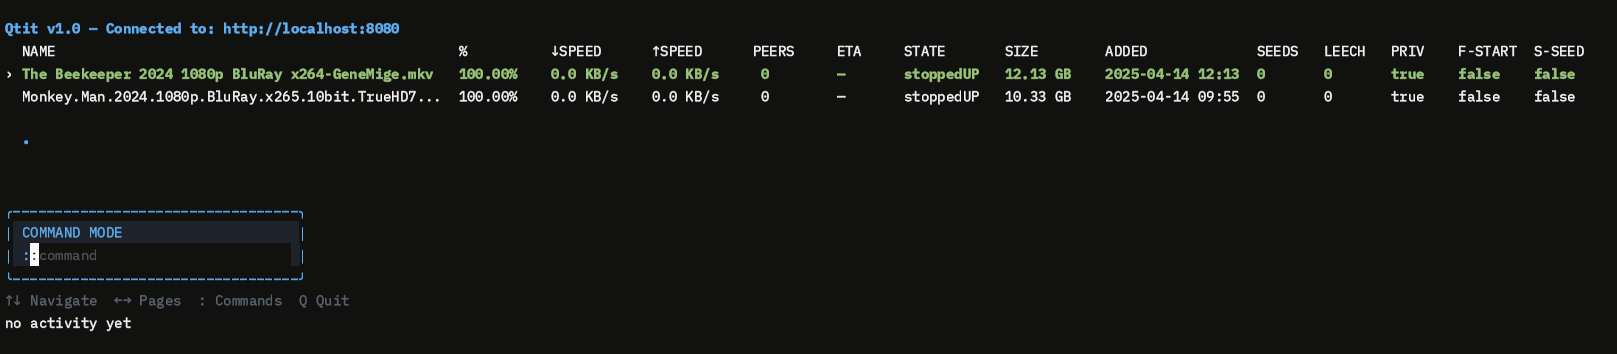 Qtit v1.0 — Connected to: http://localhost:8080
NAME % ↓SPEED ↑SPEED PEERS ETA STATE SIZE ADDED SEEDS LEECH PRIV F-START S-SEED
› The Beekeeper 2024 1080p BluRay x264-GeneMige.mkv 100.00% 0.0 KB/s 0.0 KB/s 0 — stoppedUP 12.13 GB 2025-04-14 12:13 0 0 true false false
Monkey.Man.2024.1080p.BluRay.x265.10bit.TrueHD7... 100.00% 0.0 KB/s 0.0 KB/s 0 — stoppedUP 10.33 GB 2025-04-14 09:55 0 0 true false false
•
COMMAND MODE
::command
↑↓ Navigate ←→ Pages : Commands Q Quit
no activity yet